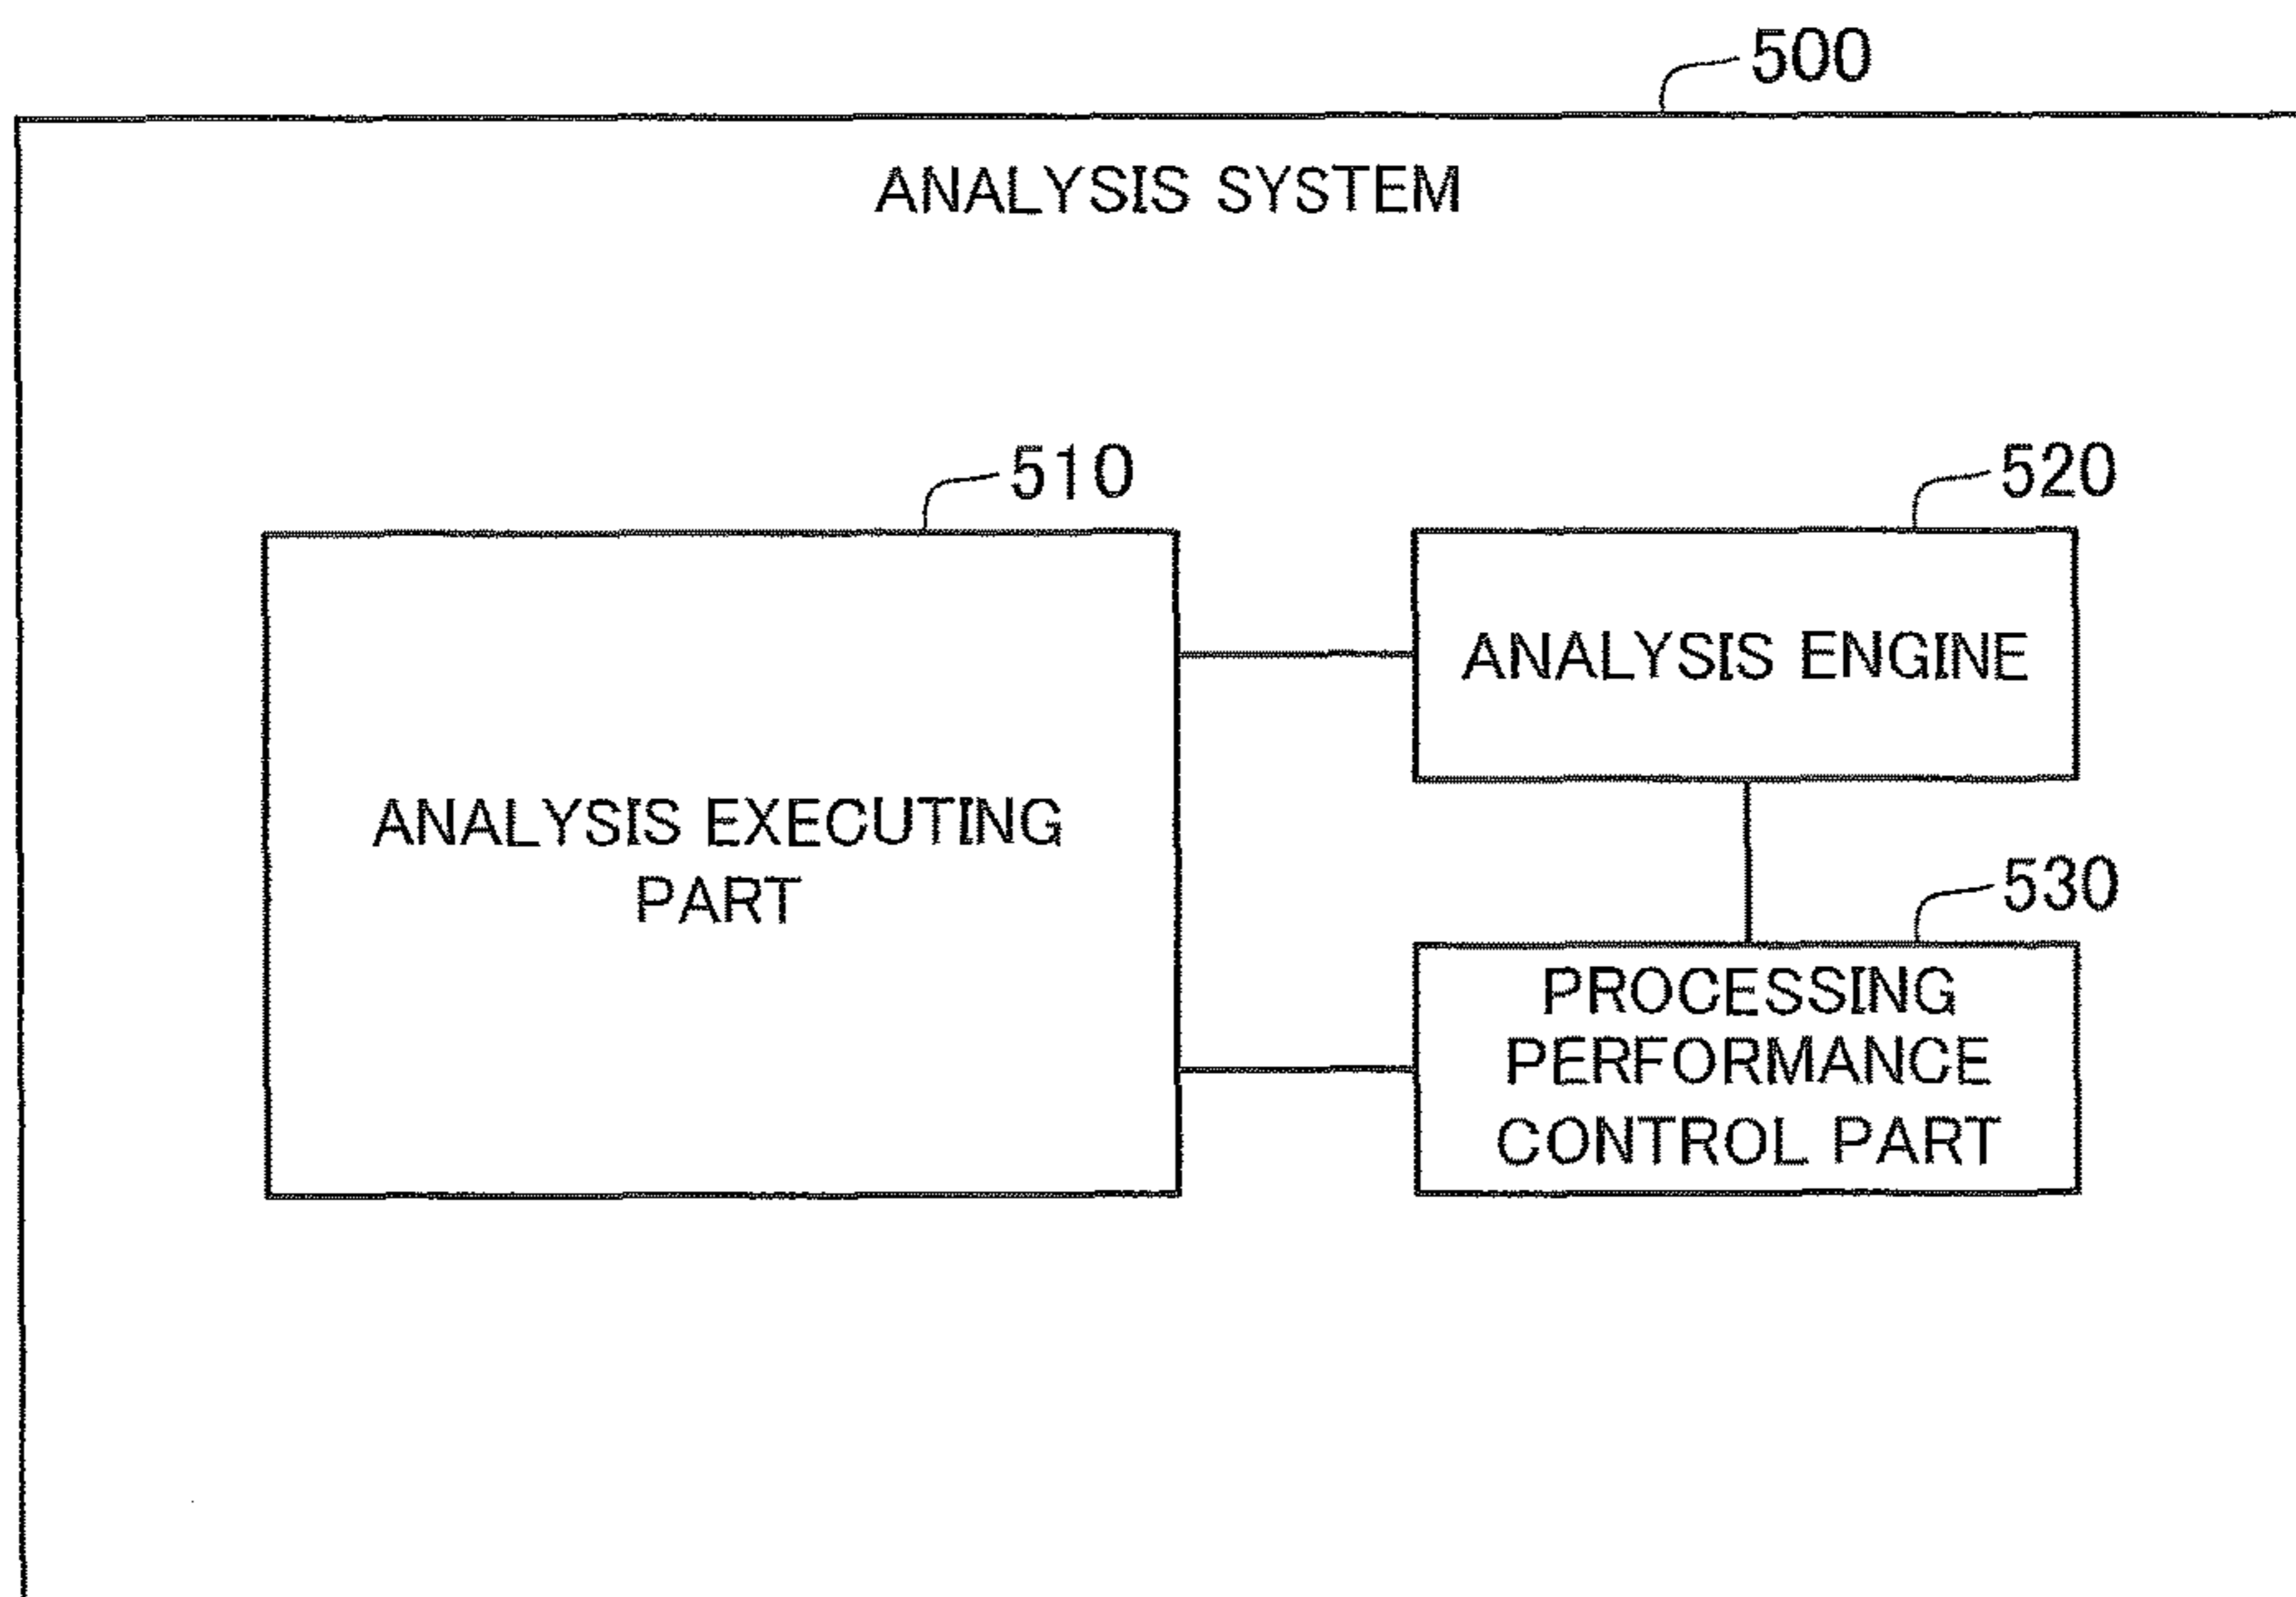 500
ANALYSIS SYSTEM
510
520
ANALYSIS ENGINE
ANALYSIS EXECUTING
PART
530
PROCESSING
PERFORMANCE
CONTROL PART